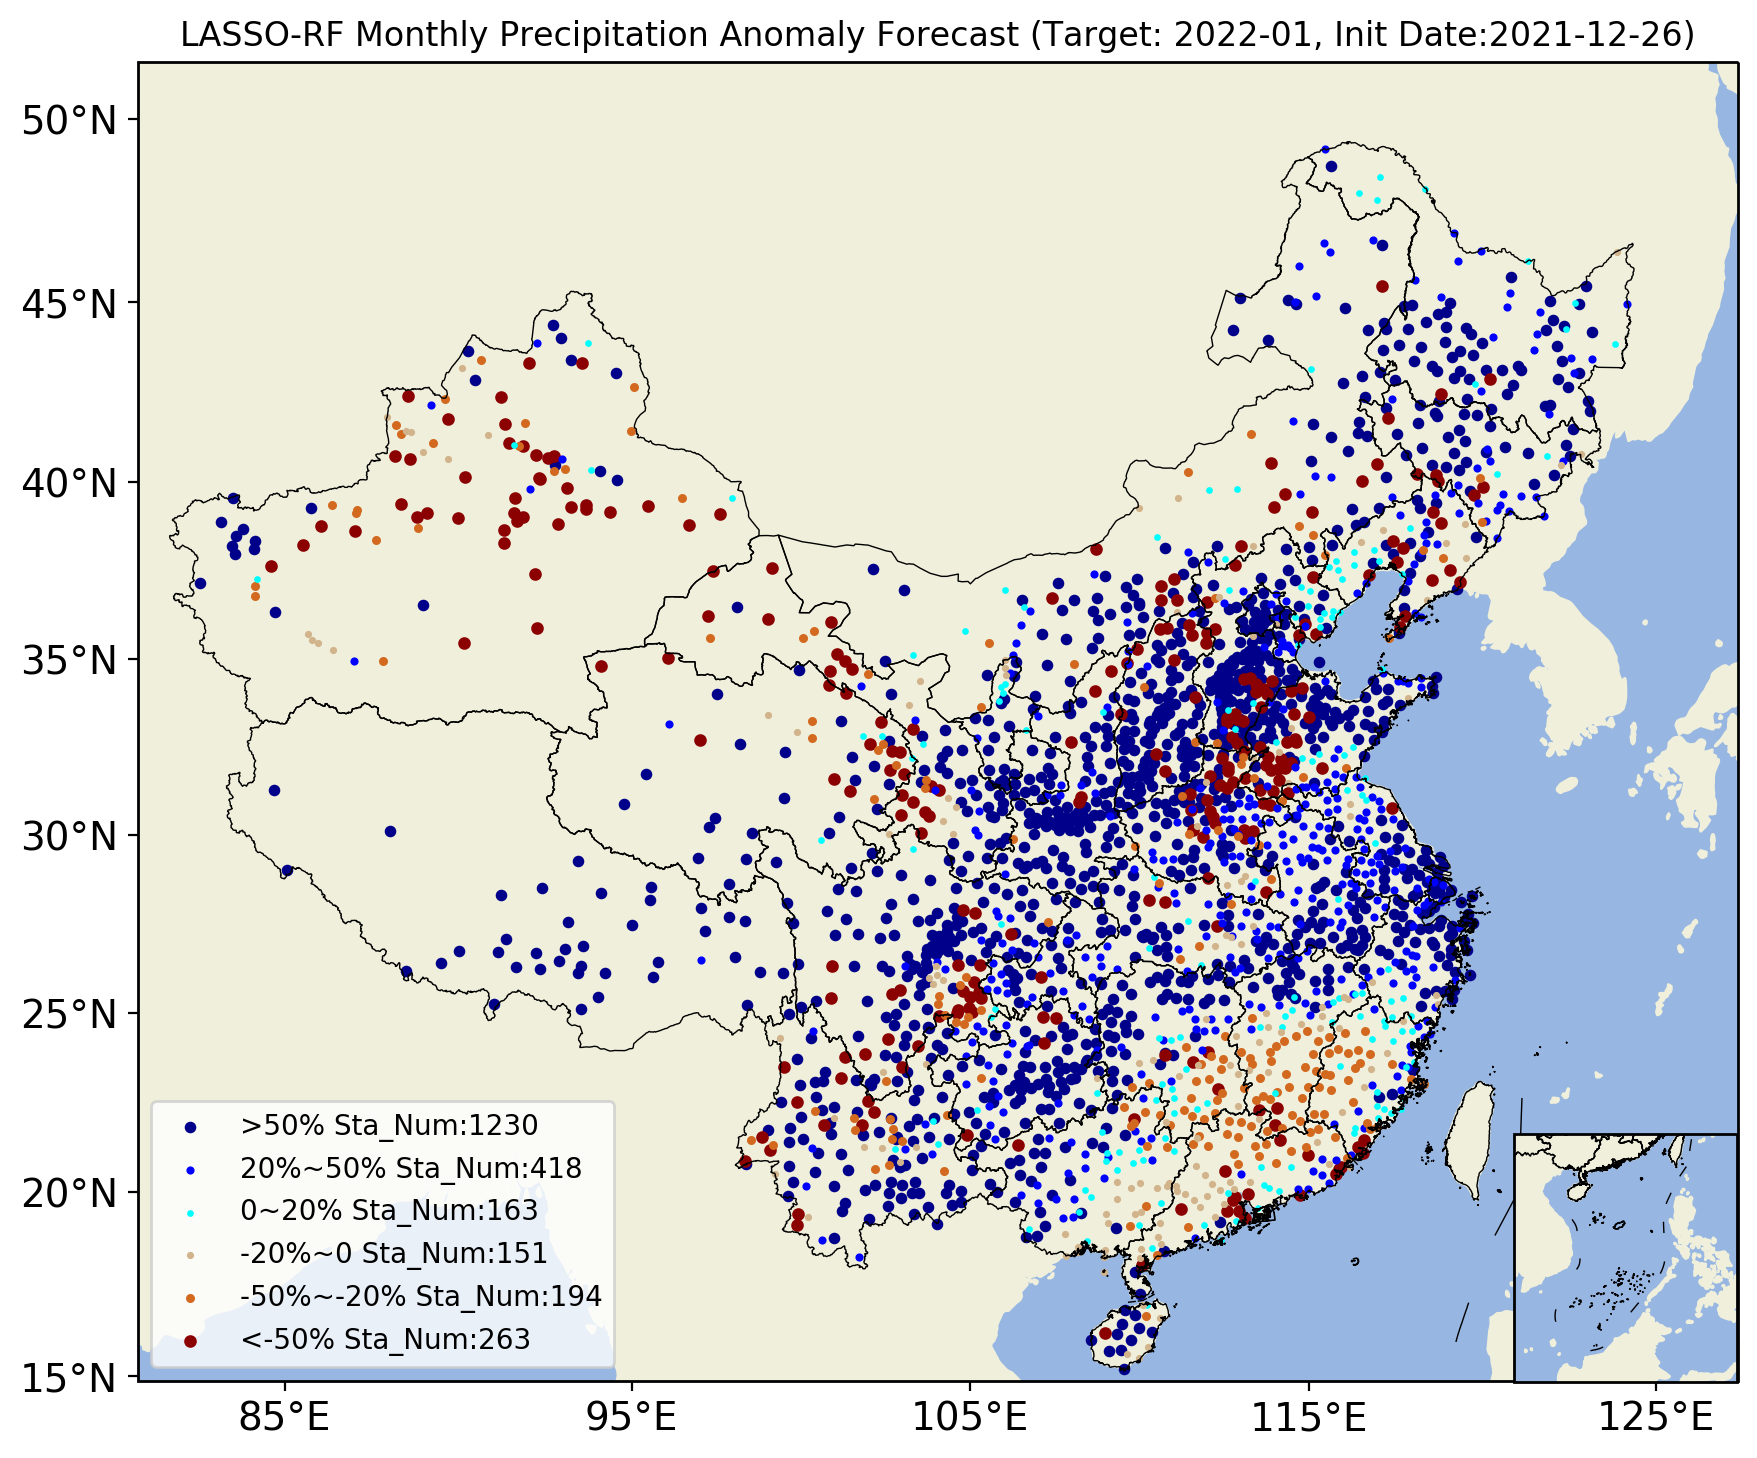 LASSO-RF Monthly Precipitation Anomaly Forecast (Target: 2022-01, Init Date:2021-12-26)
50°N
45°N
40°N
35°N
30°N
25°N
20°N
15°N
>50% Sta_Num:1230
20%~50% Sta_Num:418
0~20% Sta_Num:163
-20%~0 Sta_Num:151
-50%~-20% Sta_Num:194
<-50% Sta_Num:263
85°E
95°E
105°E
115°E
125°E